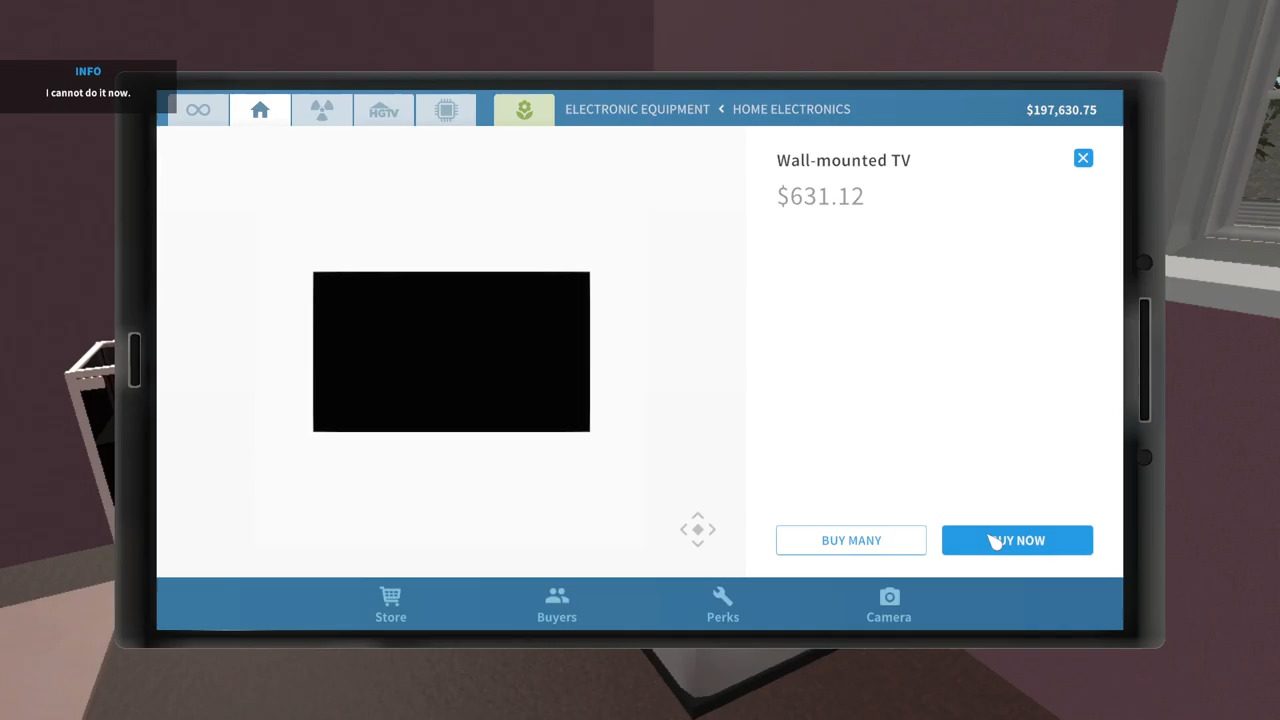 INFO
I cannot do it now.
HGTV
ELECTRONIC EQUIPMENT < HOME ELECTRONICS
$197,630.75
Wall-mounted TV
$631.12
BUY MANY
UY NOW
Store
Buyers
Perks
Camera